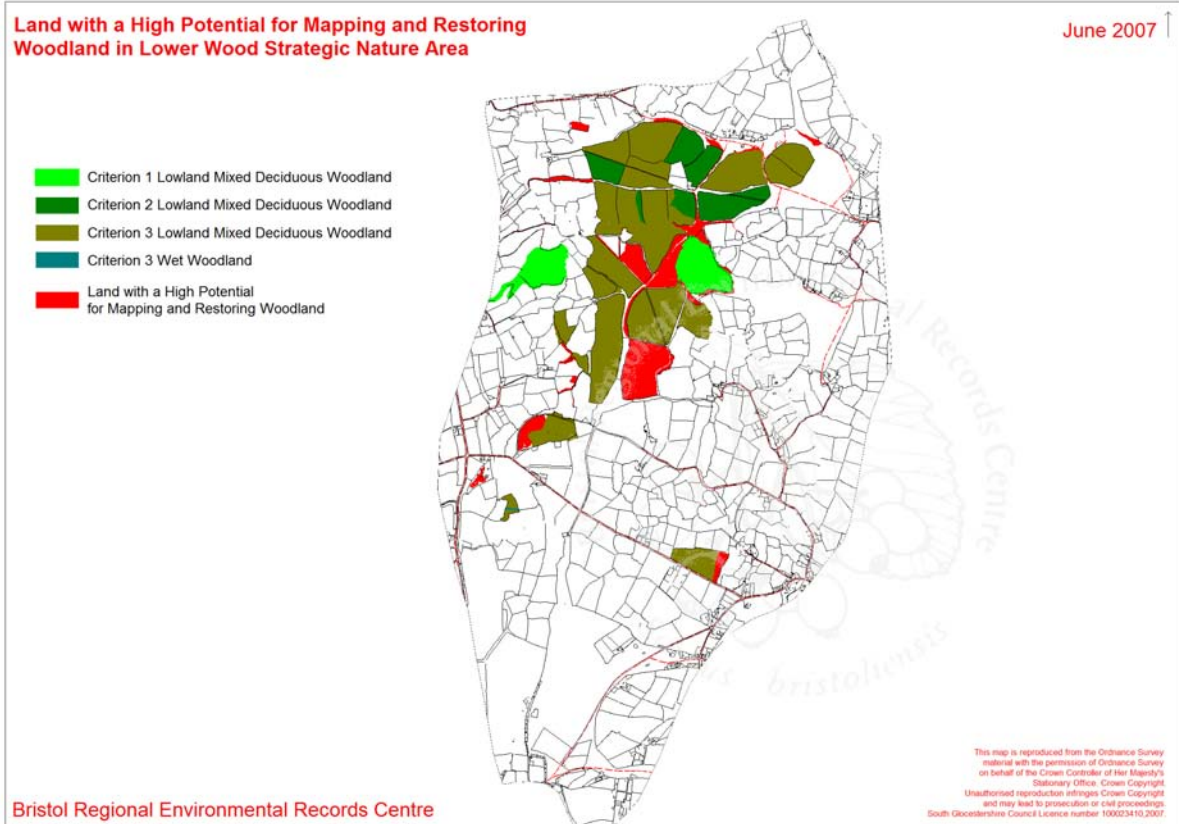 Land with a High Potential for Mapping and Restoring
Woodland in Lower Wood Strategic Nature Area
June 2007
Criterion 1 Lowland Mixed Deciduous Woodland
Criterion 2 Lowland Mixed Deciduous Woodland
Criterion 3 Lowland Mixed Deciduous Woodland
Criterion 3 Wet Woodland
Land with a High Potential
for Mapping and Restoring Woodland
Records Centre
bristoliensis
This map is reproduced from the Ordnance Survey
material with the permission of Ordnance Survey
on behalf of the Crown Controller of Her Majesty's
Stationary Office. Crown Copyright.
Unauthorised reproduction infringes Crown Copyright
and may lead to prosecution or civil proceedings.
South Glocestershire Council Licence number 100023410,2007.
Bristol Regional Environmental Records Centre